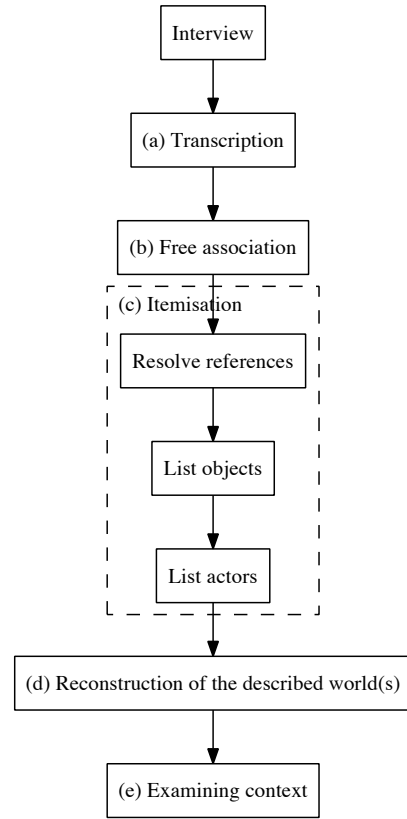 Interview
(a) Transcription
(b) Free association
(c) Itemisation
Resolve references
List objects
List actors
(d) Reconstruction of the described world(s)
(e) Examining context